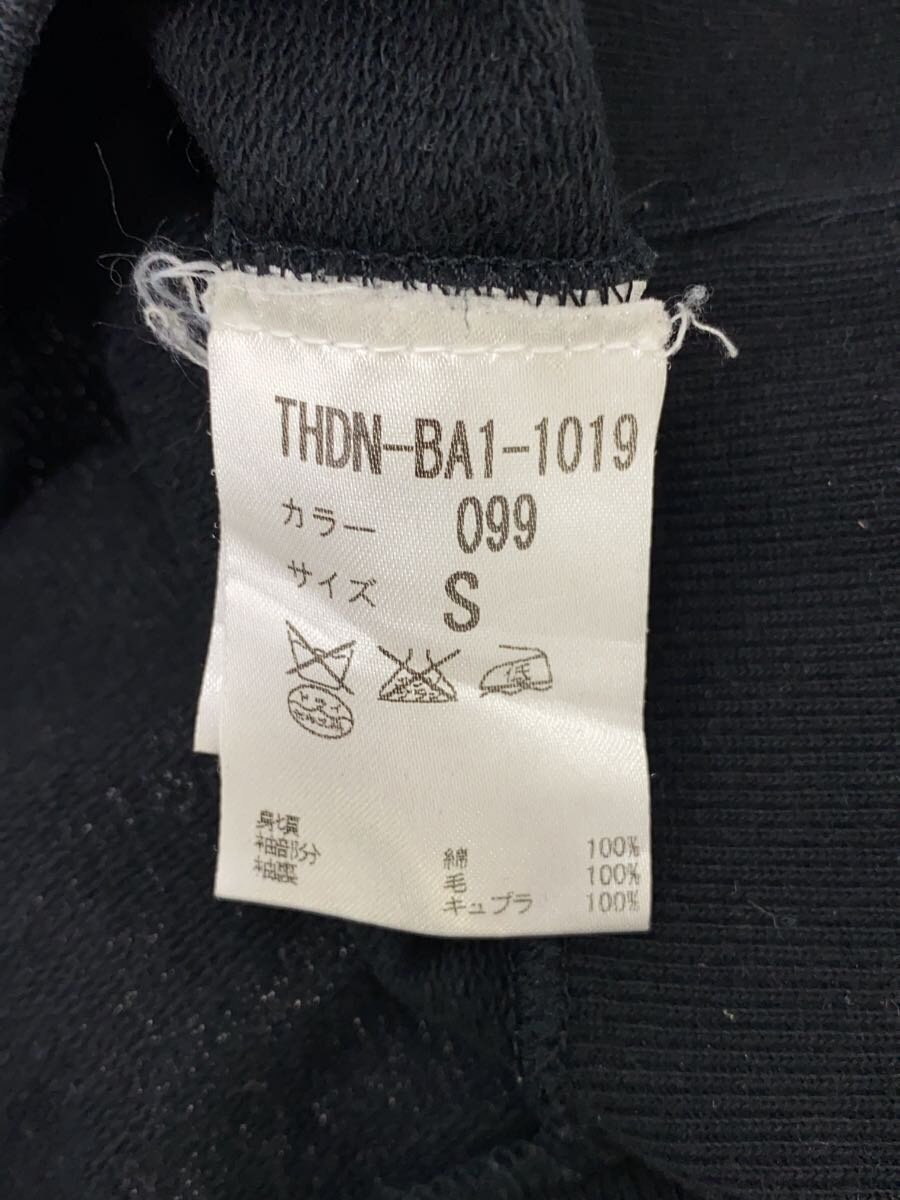 THDN-BA1-1019
カラー 099
サイズ S
低
身頃
袖部分 綿 100%
袖裏 毛 100%
キュプラ 100%